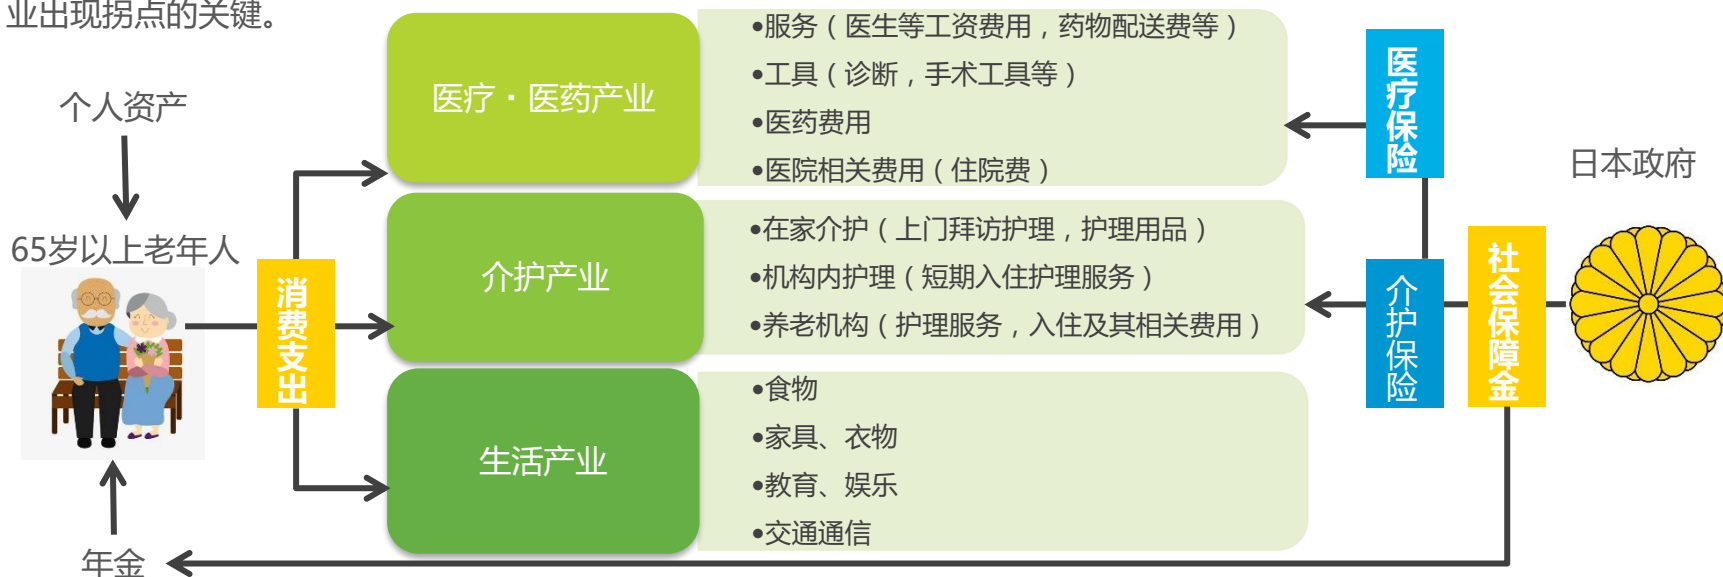 业出现拐点的关键。
个人资产
65岁以上老年人
年金
消费支出
医疗·医药产业
•服务（医生等工资费用，药物配送费等）
•工具（诊断，手术工具等）
•医药费用
•医院相关费用（住院费）
介护产业
•在家介护（上门拜访护理，护理用品）
•机构内护理（短期入住护理服务）
•养老机构（护理服务，入住及其相关费用）
生活产业
•食物
•家具、衣物
•教育、娱乐
•交通通信
医疗保险
介护保险
社会保障金
日本政府